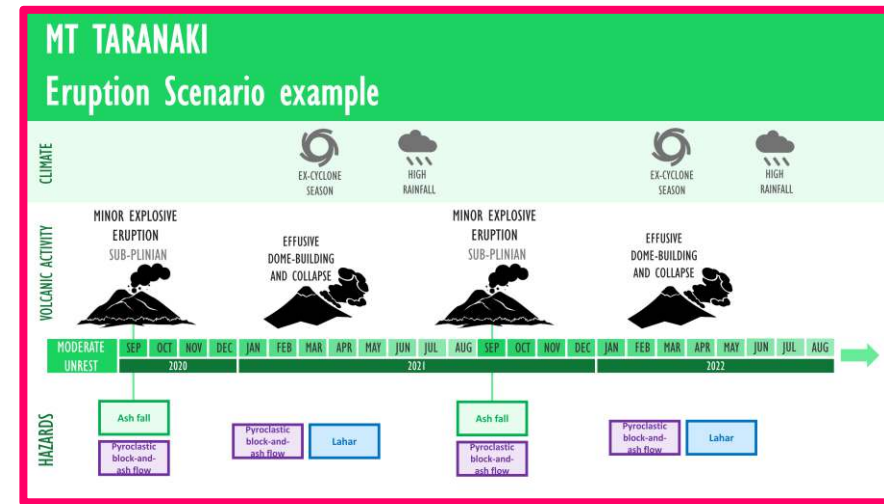 MT TARANAKI
Eruption Scenario example
CLIMATE
EX-CYCLONE
SEASON
HIGH
RAINFALL
EX-CYCLONE
SEASON
HIGH
RAINFALL
VOLCANIC ACTIVITY
MINOR EXPLOSIVE
ERUPTION
SUB-PLINIAN
EFFUSIVE
DOME-BUILDING
AND COLLAPSE
MINOR EXPLOSIVE
ERUPTION
SUB-PLINIAN
EFFUSIVE
DOME-BUILDING
AND COLLAPSE
MODERATE
UNREST
SEP OCT NOV DEC JAN FEB MAR APR MAY JUN JUL AUG SEP OCT NOV DEC JAN FEB MAR APR MAY JUN JUL AUG
2020 2021 2022
HAZARDS
Ash fall
Pyroclastic
block-and-
ash flow
Pyroclastic
block-and-
ash flow
Lahar
Ash fall
Pyroclastic
block-and-
ash flow
Pyroclastic
block-and-
ash flow
Lahar